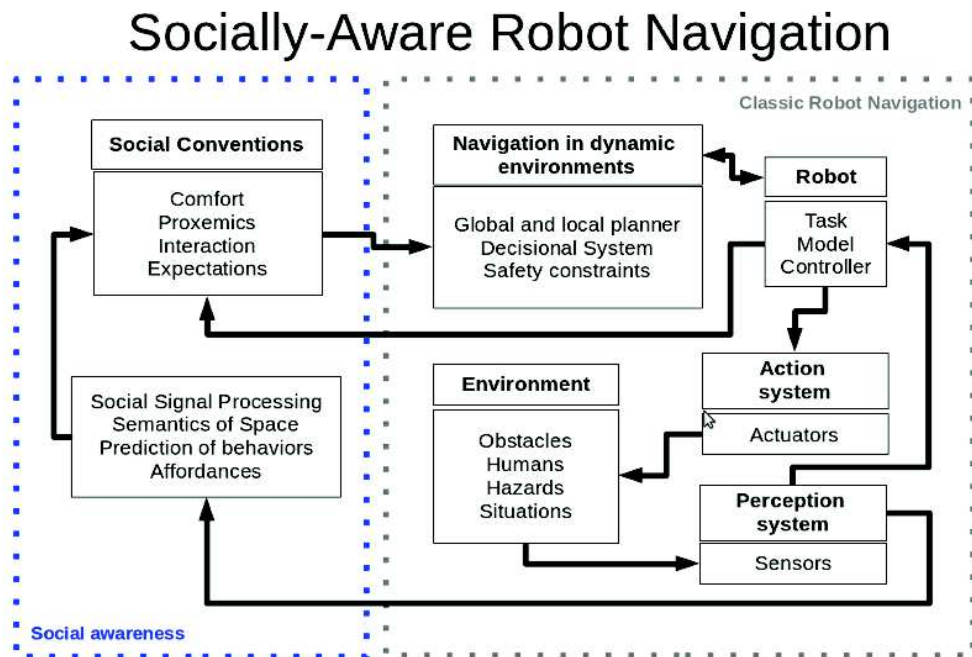 Socially-Aware Robot Navigation
Classic Robot Navigation
Social Conventions
Comfort
Proxemics
Interaction
Expectations
Navigation in dynamic
environments
Global and local planner
Decisional System
Safety constraints
Robot
Task
Model
Controller
Social Signal Processing
Semantics of Space
Prediction of behaviors
Affordances
Environment
Obstacles
Humans
Hazards
Situations
Action
system
Actuators
Perception
system
Sensors
Social awareness